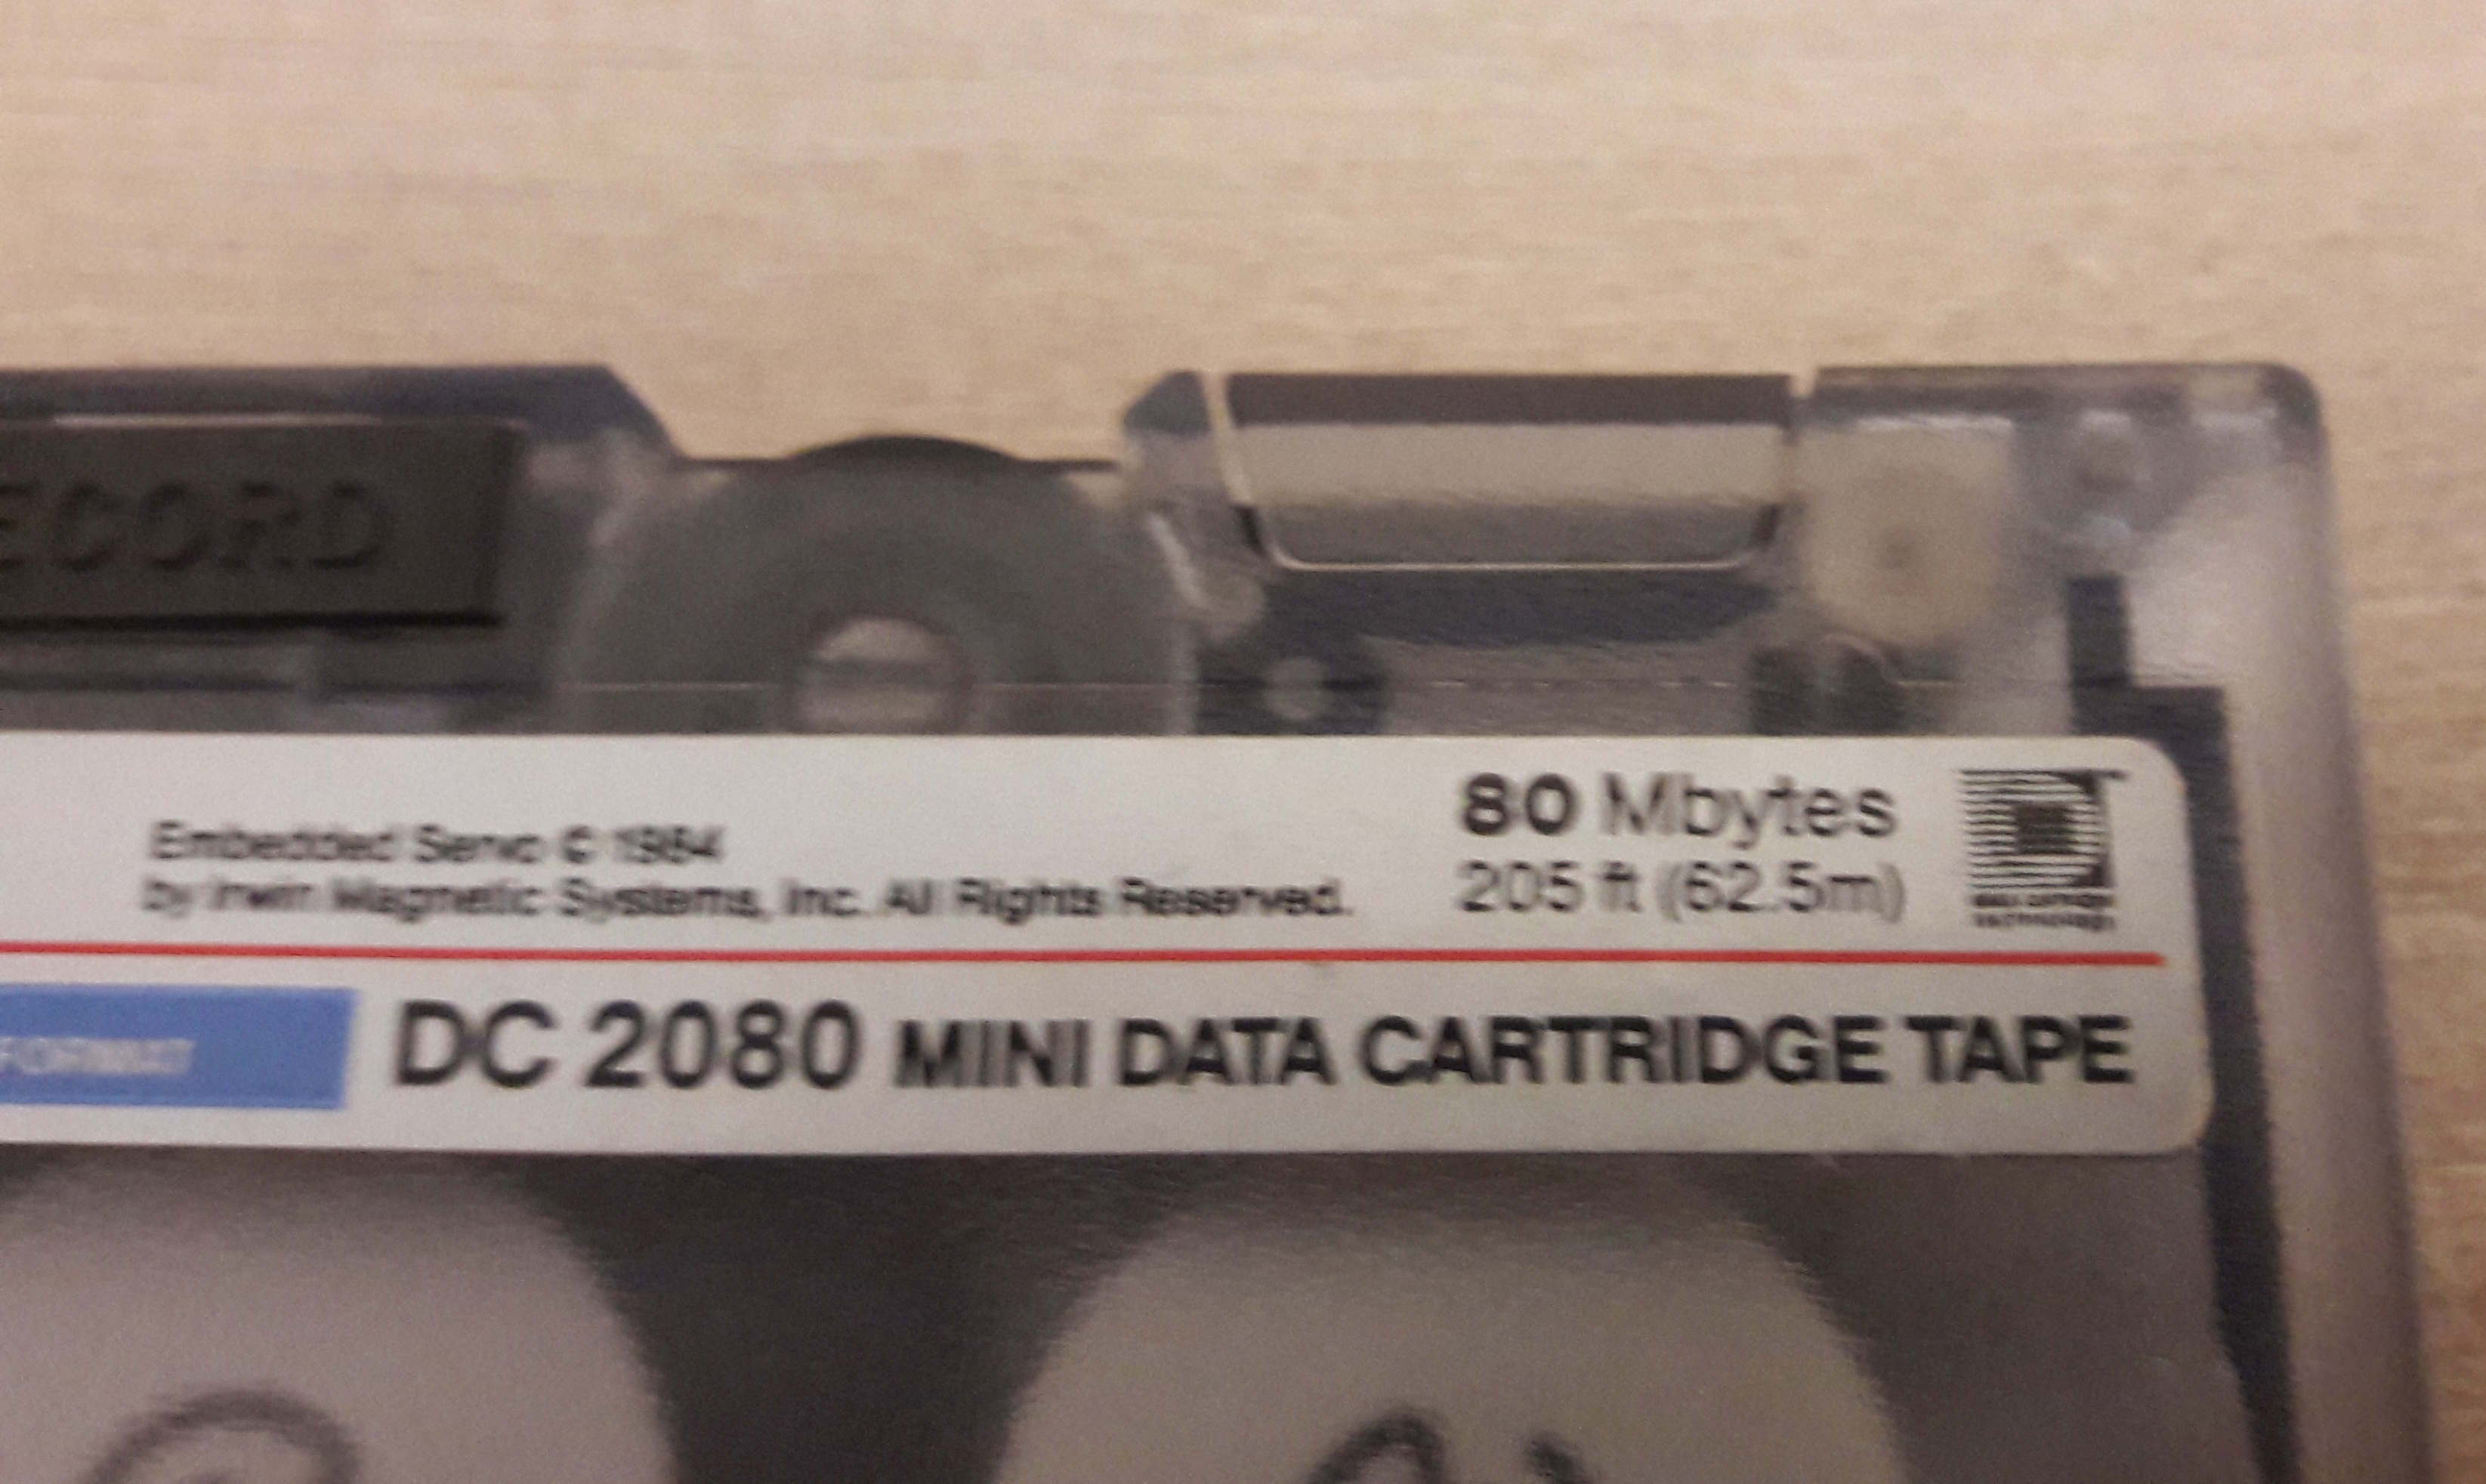 ECORD
Embedded Servo © 1984
by Irwin Magnetic Systems, Inc. All Rights Reserved.
80 Mbytes
205 ft (62.5m)
FORMAT
DC 2080 MINI DATA CARTRIDGE TAPE